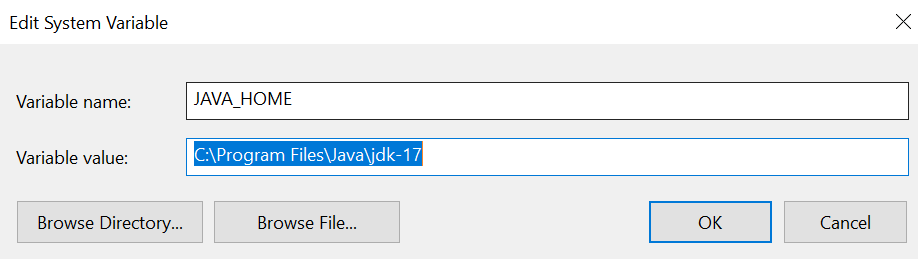 Edit System Variable
Variable name:
JAVA_HOME
Variable value:
C:\Program Files\Java\jdk-17
Browse Directory...
Browse File...
OK
Cancel